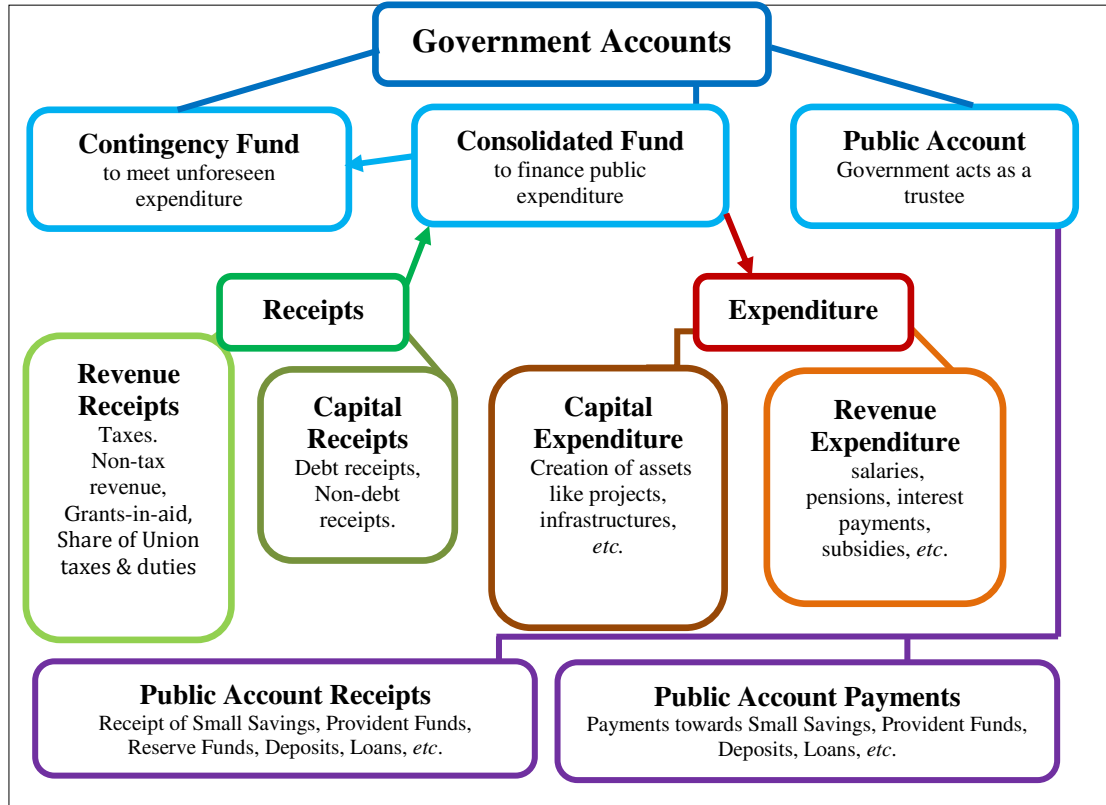 Government Accounts
Contingency Fund
to meet unforeseen
expenditure
Consolidated Fund
to finance public
expenditure
Public Account
Government acts as a
trustee
Receipts
Expenditure
Revenue
Receipts
Taxes.
Non-tax
revenue,
Grants-in-aid,
Share of Union
taxes & duties
Capital
Receipts
Debt receipts,
Non-debt
receipts.
Capital
Expenditure
Creation of assets
like projects,
infrastructures,
etc.
Revenue
Expenditure
salaries,
pensions, interest
payments,
subsidies, etc.
Public Account Receipts
Receipt of Small Savings, Provident Funds,
Reserve Funds, Deposits, Loans, etc.
Public Account Payments
Payments towards Small Savings, Provident Funds,
Deposits, Loans, etc.